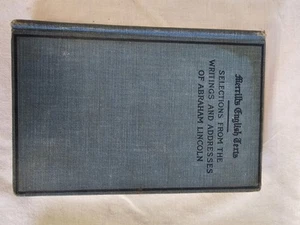 Merrill's English Texts
SELECTIONS FROM THE
WRITINGS AND ADDRESSES
OF ABRAHAM LINCOLN